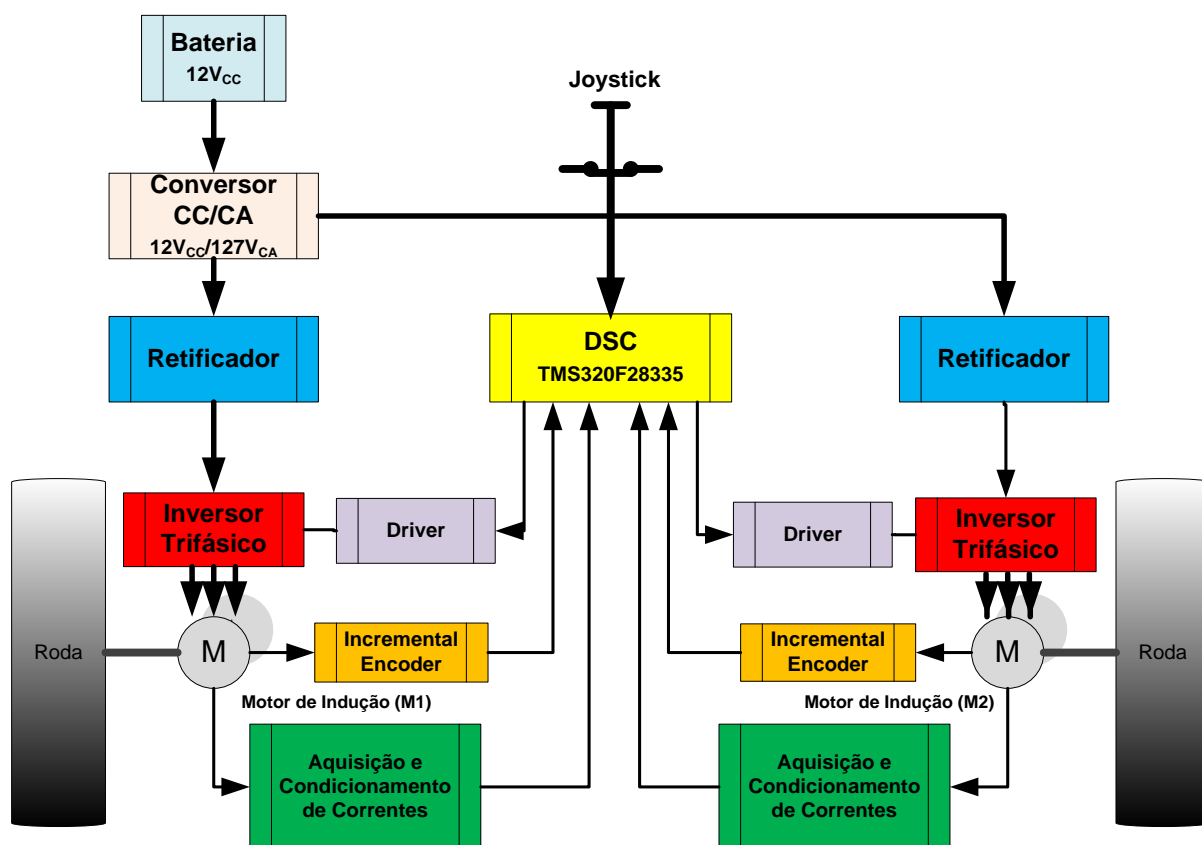 Bateria
12VCC
Joystick
Conversor
CC/CA
12VCC/127VCA
Retificador
DSC
TMS320F28335
Retificador
Inversor
Trifásico
Driver
Driver
Inversor
Trifásico
Roda
M
Incremental
Encoder
Incremental
Encoder
M
Roda
Motor de Indução (M1)
Motor de Indução (M2)
Aquisição e
Condicionamento
de Correntes
Aquisição e
Condicionamento
de Correntes